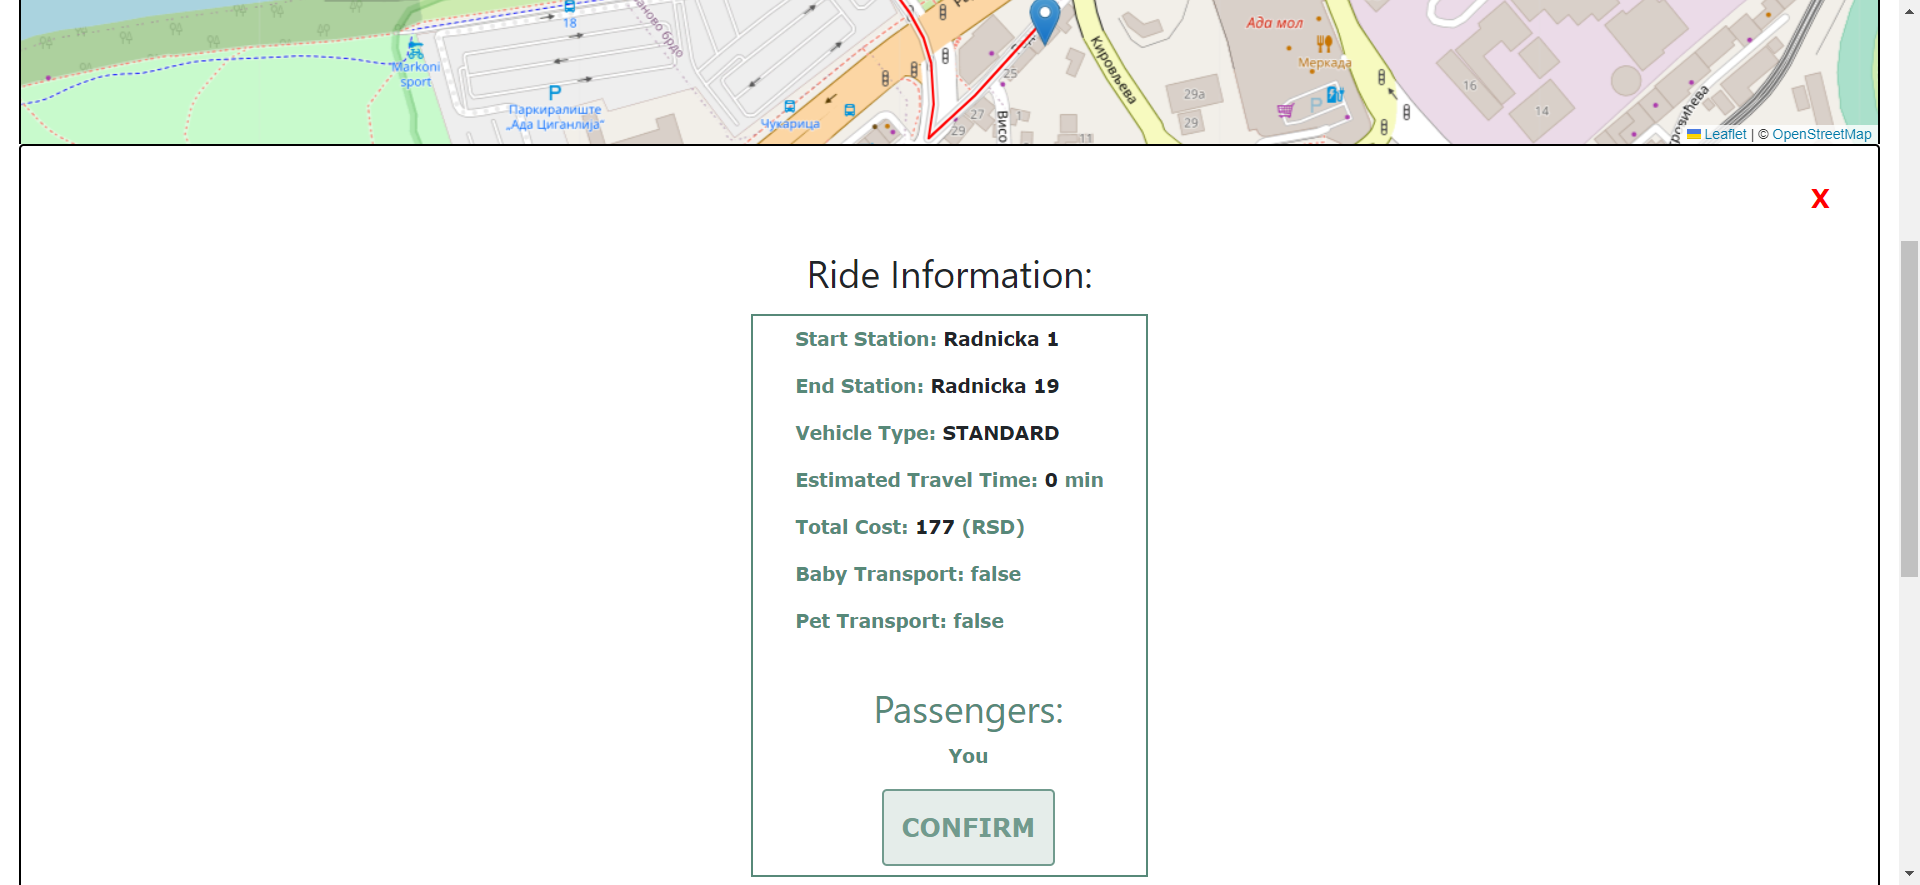 18
Ада мол
Markoni
sport
Паркиралиште
„Ада Циганлија“
Чукарица
Кировљева
25
27
29
1
Висо
11
29a
29
Меркада
P
P
16
14
Leaflet | © OpenStreetMap
X
Ride Information:
Start Station: Radnicka 1
End Station: Radnicka 19
Vehicle Type: STANDARD
Estimated Travel Time: 0 min
Total Cost: 177 (RSD)
Baby Transport: false
Pet Transport: false
Passengers:
You
CONFIRM